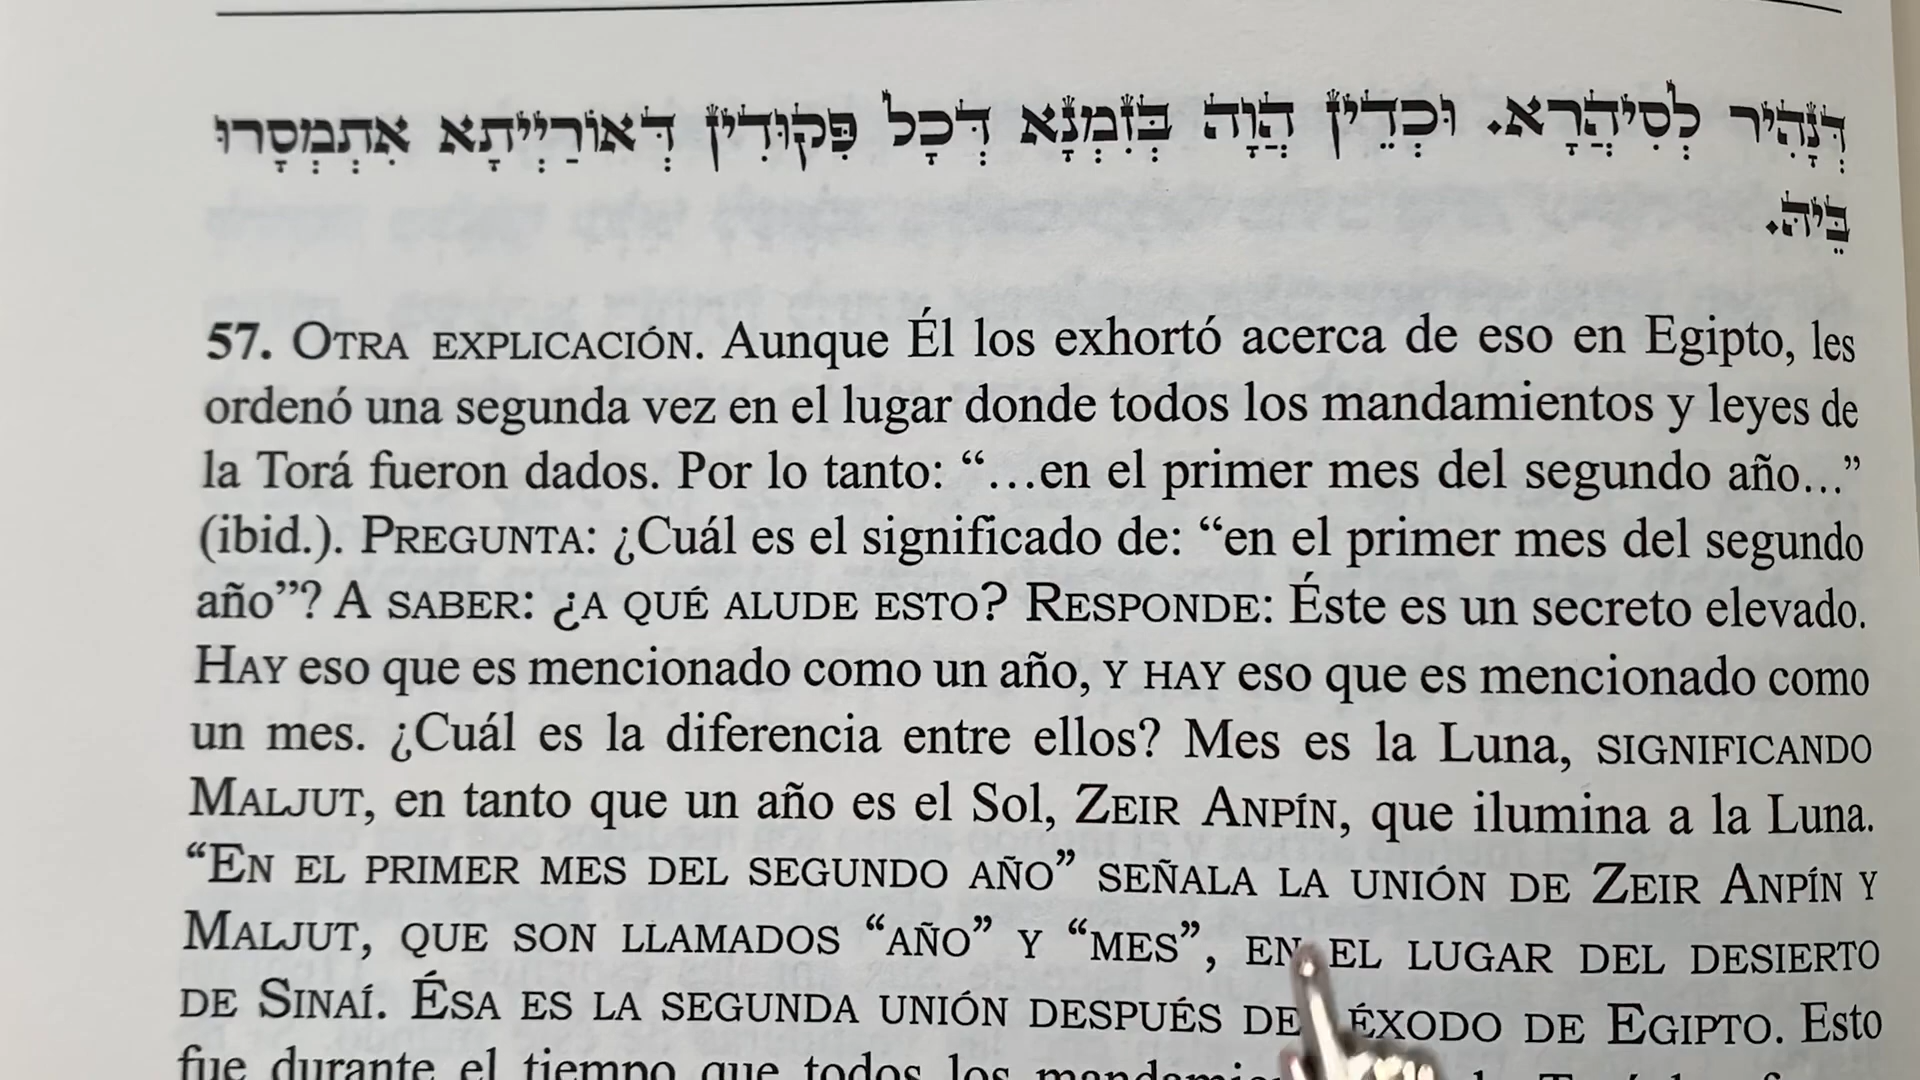 דְּנָהִיר לְסִיהֲרָא. וּכְדֵין הֲוָה בְּזִמְנָא דְּכָל פִּקּוּדִין דְּאוֹרַיְיתָא אִתְמְסָרוּ
בֵּיהּ.
57. OTRA EXPLICACIÓN. Aunque Él los exhortó acerca de eso en Egipto, les
ordenó una segunda vez en el lugar donde todos los mandamientos y leyes de
la Torá fueron dados. Por lo tanto: “…en el primer mes del segundo año...”
(ibid.). PREGUNTA: ¿Cuál es el significado de: “en el primer mes del segundo
año”? A SABER: ¿A QUÉ ALUDE ESTO? RESPONDE: Éste es un secreto elevado.
HAY eso que es mencionado como un año, Y HAY eso que es mencionado como
un mes. ¿Cuál es la diferencia entre ellos? Mes es la Luna, SIGNIFICANDO
MALJUT, en tanto que un año es el Sol, ZEIR ANPÍN, que ilumina a la Luna.
“EN EL PRIMER MES DEL SEGUNDO AÑO” SEÑALA LA UNIÓN DE ZEIR ANPÍN Y
MALJUT, QUE SON LLAMADOS “AÑO” Y “MES”, EN EL LUGAR DEL DESIERTO
DE SINAÍ. ÉSA ES LA SEGUNDA UNIÓN DESPUÉS ÉXODO DE EGIPTO. Esto
fue durante el tiempo que todos los